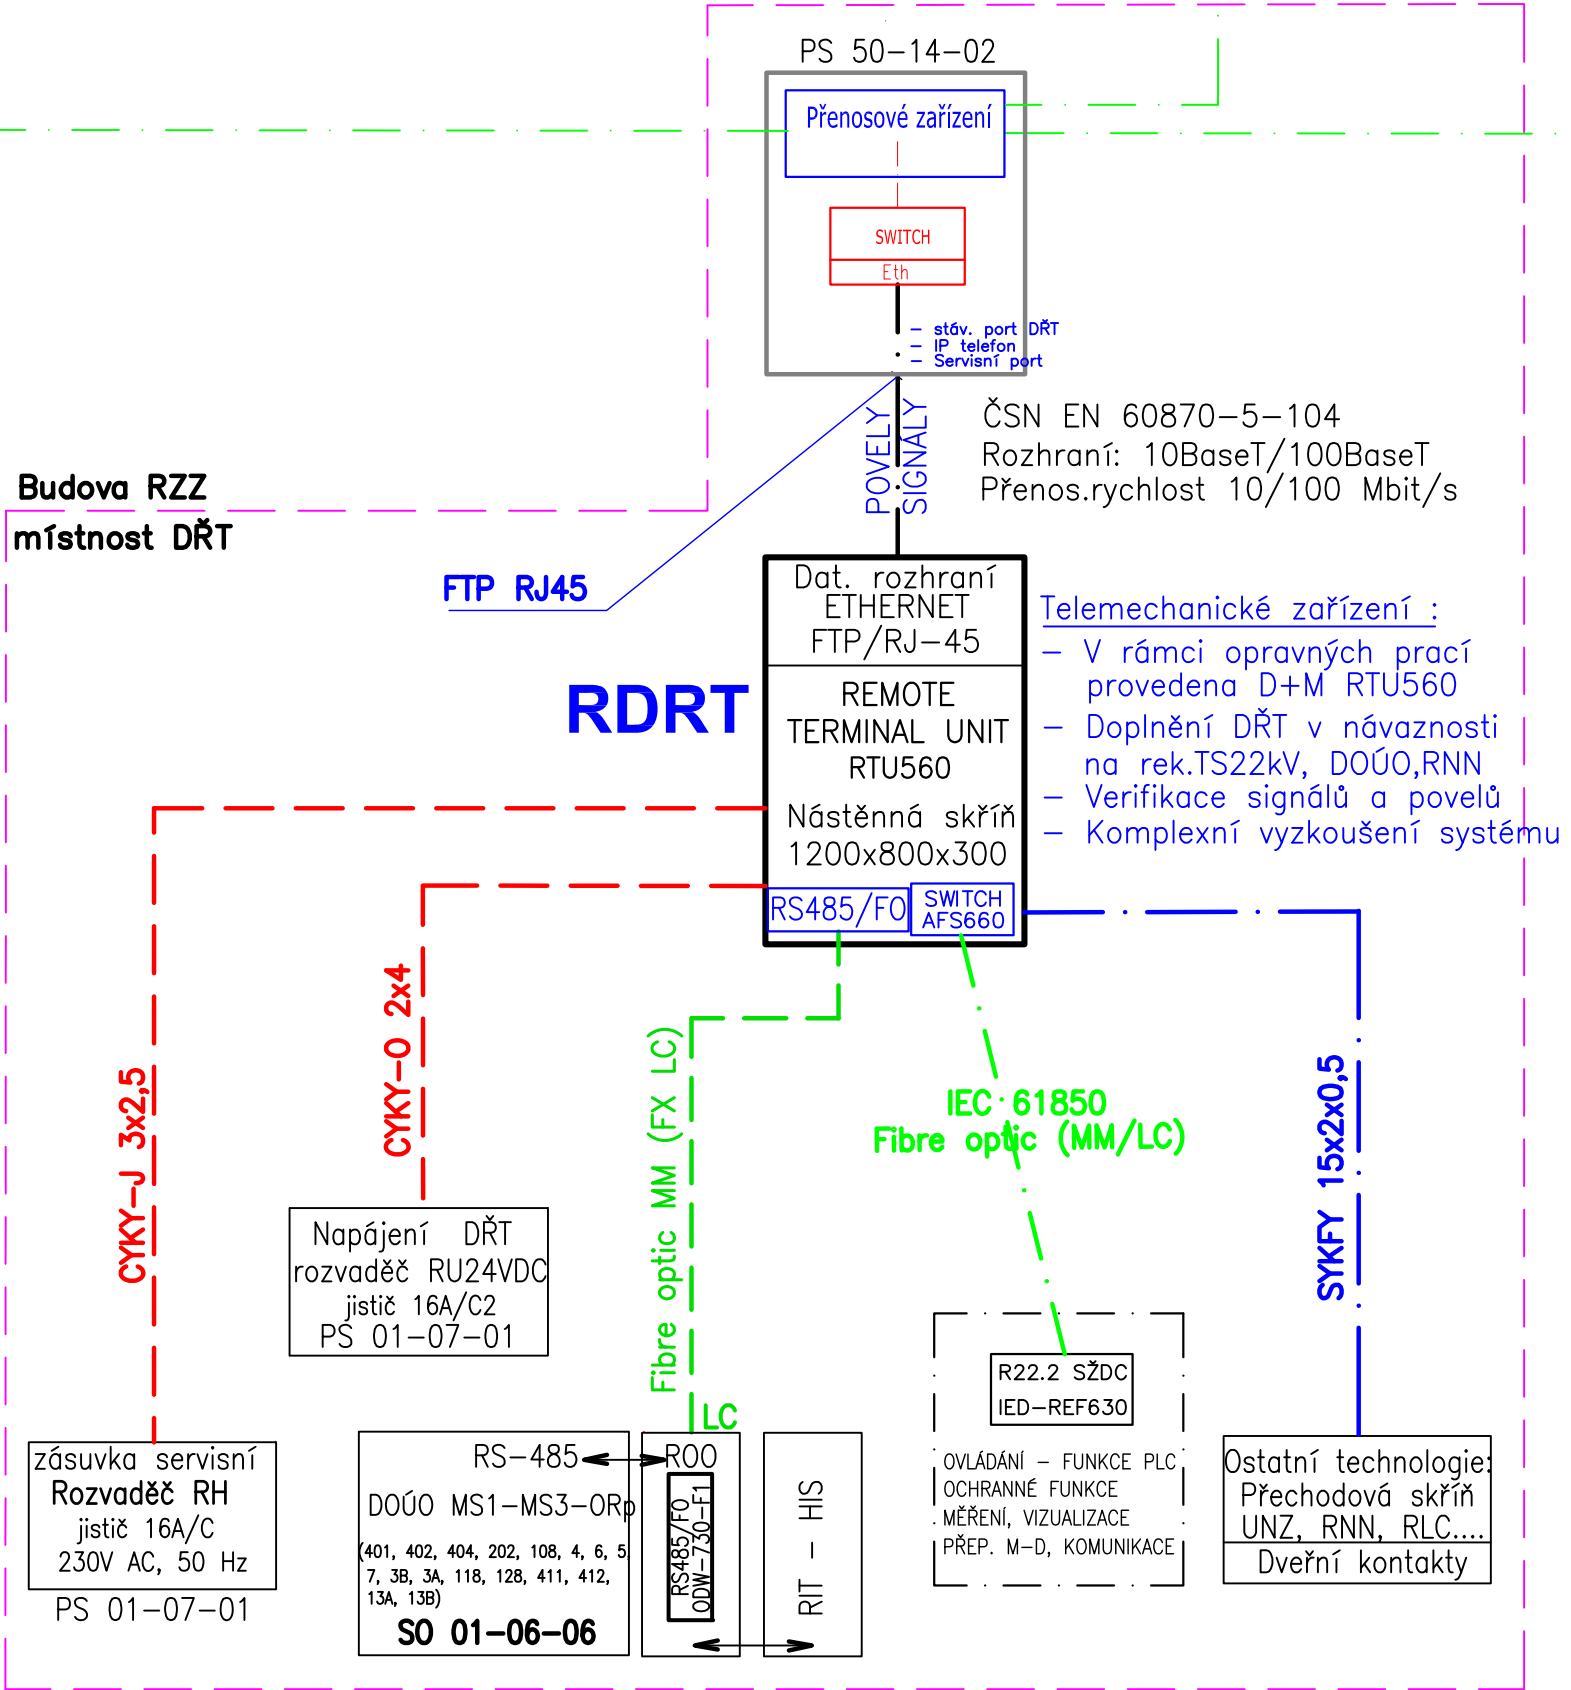 PS 50-14-02
Přenosové zařízení
SWITCH
Eth
- stáv. port DŘT
- IP telefon
- Servisní port
POVELY
SIGNÁLY
ČSN EN 60870-5-104
Rozhraní: 10BaseT/100BaseT
Přenos.rychlost 10/100 Mbit/s
Budova RZZ
místnost DŘT
FTP RJ45
Dat. rozhraní
ETHERNET
FTP/RJ-45
RDRT
REMOTE
TERMINAL UNIT
RTU560
Nástěnná skříň
1200x800x300
RS485/FO
SWITCH
AFS660
Telemechanické zařízení :
- V rámci opravných prací
provedena D+M RTU560
- Doplnění DŘT v návaznosti
na rek.TS22kV, DOÚO,RNN
- Verifikace signálů a povelů
- Komplexní vyzkoušení systému
CYKY-J 3x2,5
CYKY-O 2x4
Fibre optic MM (FX LC)
IEC 61850
Fibre optic (MM/LC)
SYKFY 15x2x0,5
Napájení DŘT
rozvaděč RU24VDC
jistič 16A/C2
PS 01-07-01
zásuvka servisní
Rozvaděč RH
jistič 16A/C
230V AC, 50 Hz
PS 01-07-01
RS-485
DOÚO MS1-MS3-ORp
(401, 402, 404, 202, 108, 4, 6, 5,
7, 3B, 3A, 118, 128, 411, 412,
13A, 13B)
SO 01-06-06
LC
ROO
RS485/FO
ODW-730-F1
RIT - HIS
R22.2 SŽDC
IED-REF630
OVLÁDÁNÍ - FUNKCE PLC
OCHRANNÉ FUNKCE
MĚŘENÍ, VIZUALIZACE
PŘEP. M-D, KOMUNIKACE
Ostatní technologie:
Přechodová skříň
UNZ, RNN, RLC....
Dveřní kontakty